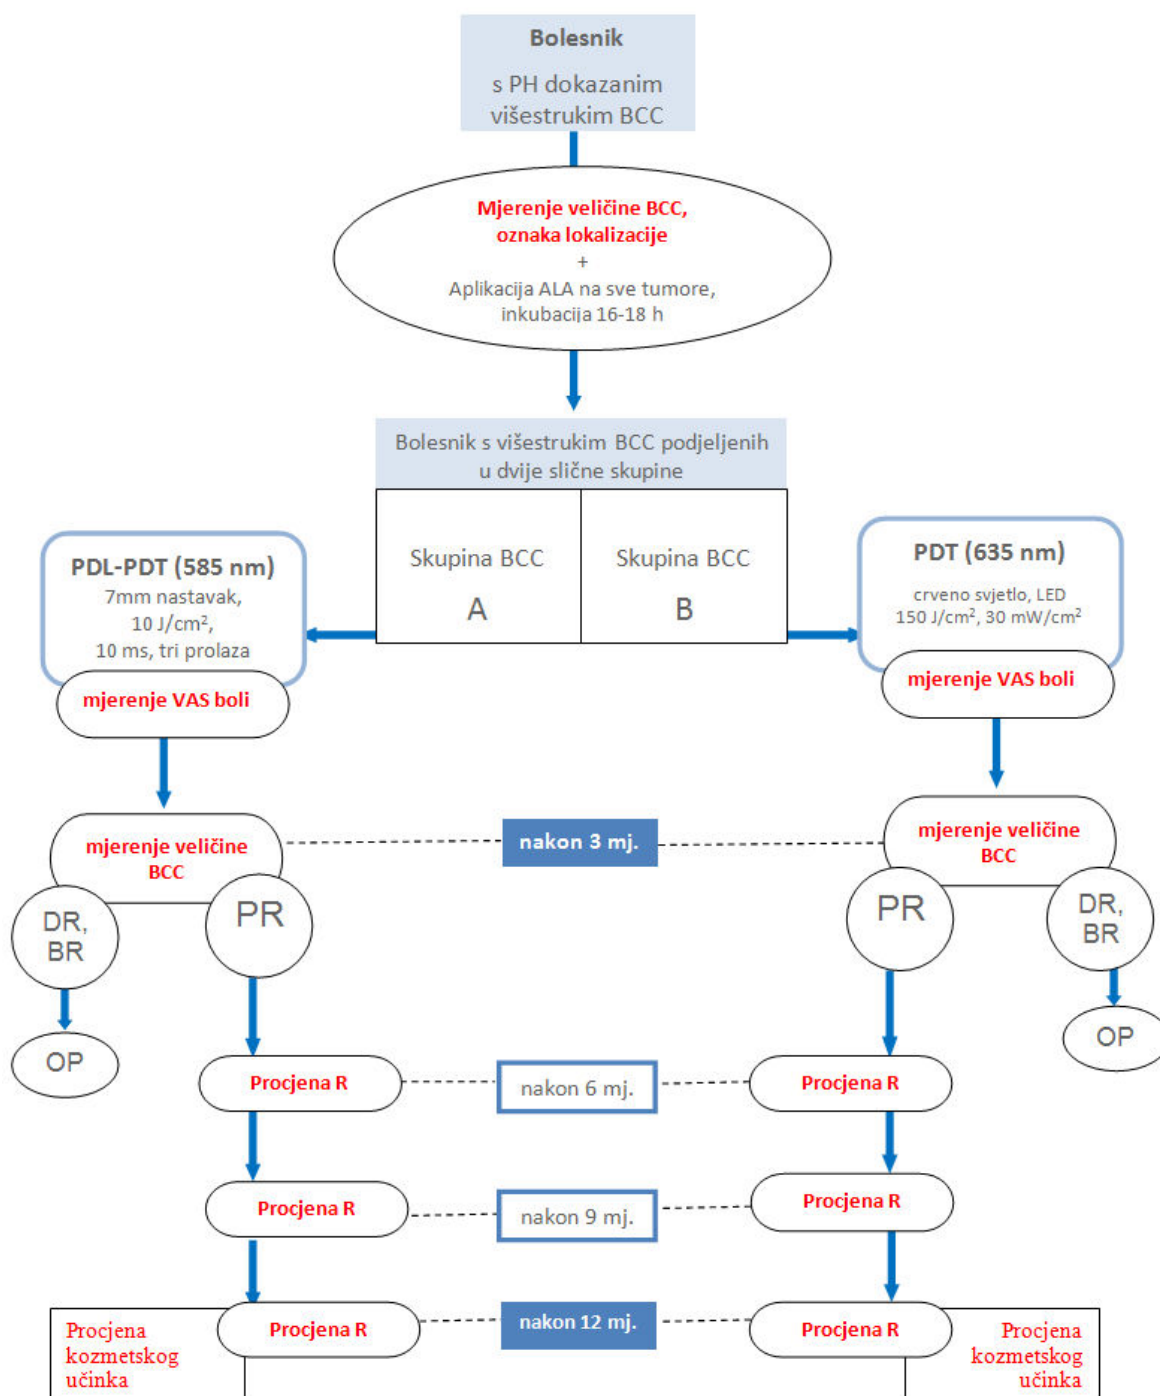 Bolesnik
s PH dokazanim
višestrukim BCC
Mjerenje veličine BCC,
oznaka lokalizacije
+
Aplikacija ALA na sve tumore,
inkubacija 16-18 h
Bolesnik s višestrukim BCC podjeljenih
u dvije slične skupine
Skupina BCC
A
Skupina BCC
B
PDL-PDT (585 nm)
7mm nastavak,
10 J/cm²,
10 ms, tri prolaza
mjerenje VAS boli
PDT (635 nm)
crveno svjetlo, LED
150 J/cm², 30 mW/cm²
mjerenje VAS boli
mjerenje veličine
BCC
nakon 3 mj.
mjerenje veličine
BCC
DR,
BR
PR
PR
DR,
BR
OP
OP
Procjena R
nakon 6 mj.
Procjena R
Procjena R
nakon 9 mj.
Procjena R
Procjena R
nakon 12 mj.
Procjena R
Procjena
kozmetskog
učinka
Procjena
kozmetskog
učinka